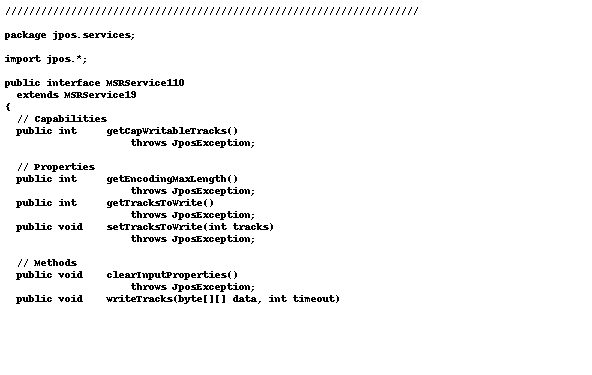 //////////////////////////////////////////////////////////////////////
package jpos.services;
import jpos.*;
public interface MSRService110
  extends MSRService19
{
  // Capabilities
  public int     getCapWritableTracks()
                     throws JposException;
  // Properties
  public int     getEncodingMaxLength()
                     throws JposException;
  public int     getTracksToWrite()
                     throws JposException;
  public void    setTracksToWrite(int tracks)
                     throws JposException;
  // Methods
  public void    clearInputProperties()
                     throws JposException;
  public void    writeTracks(byte[][] data, int timeout)